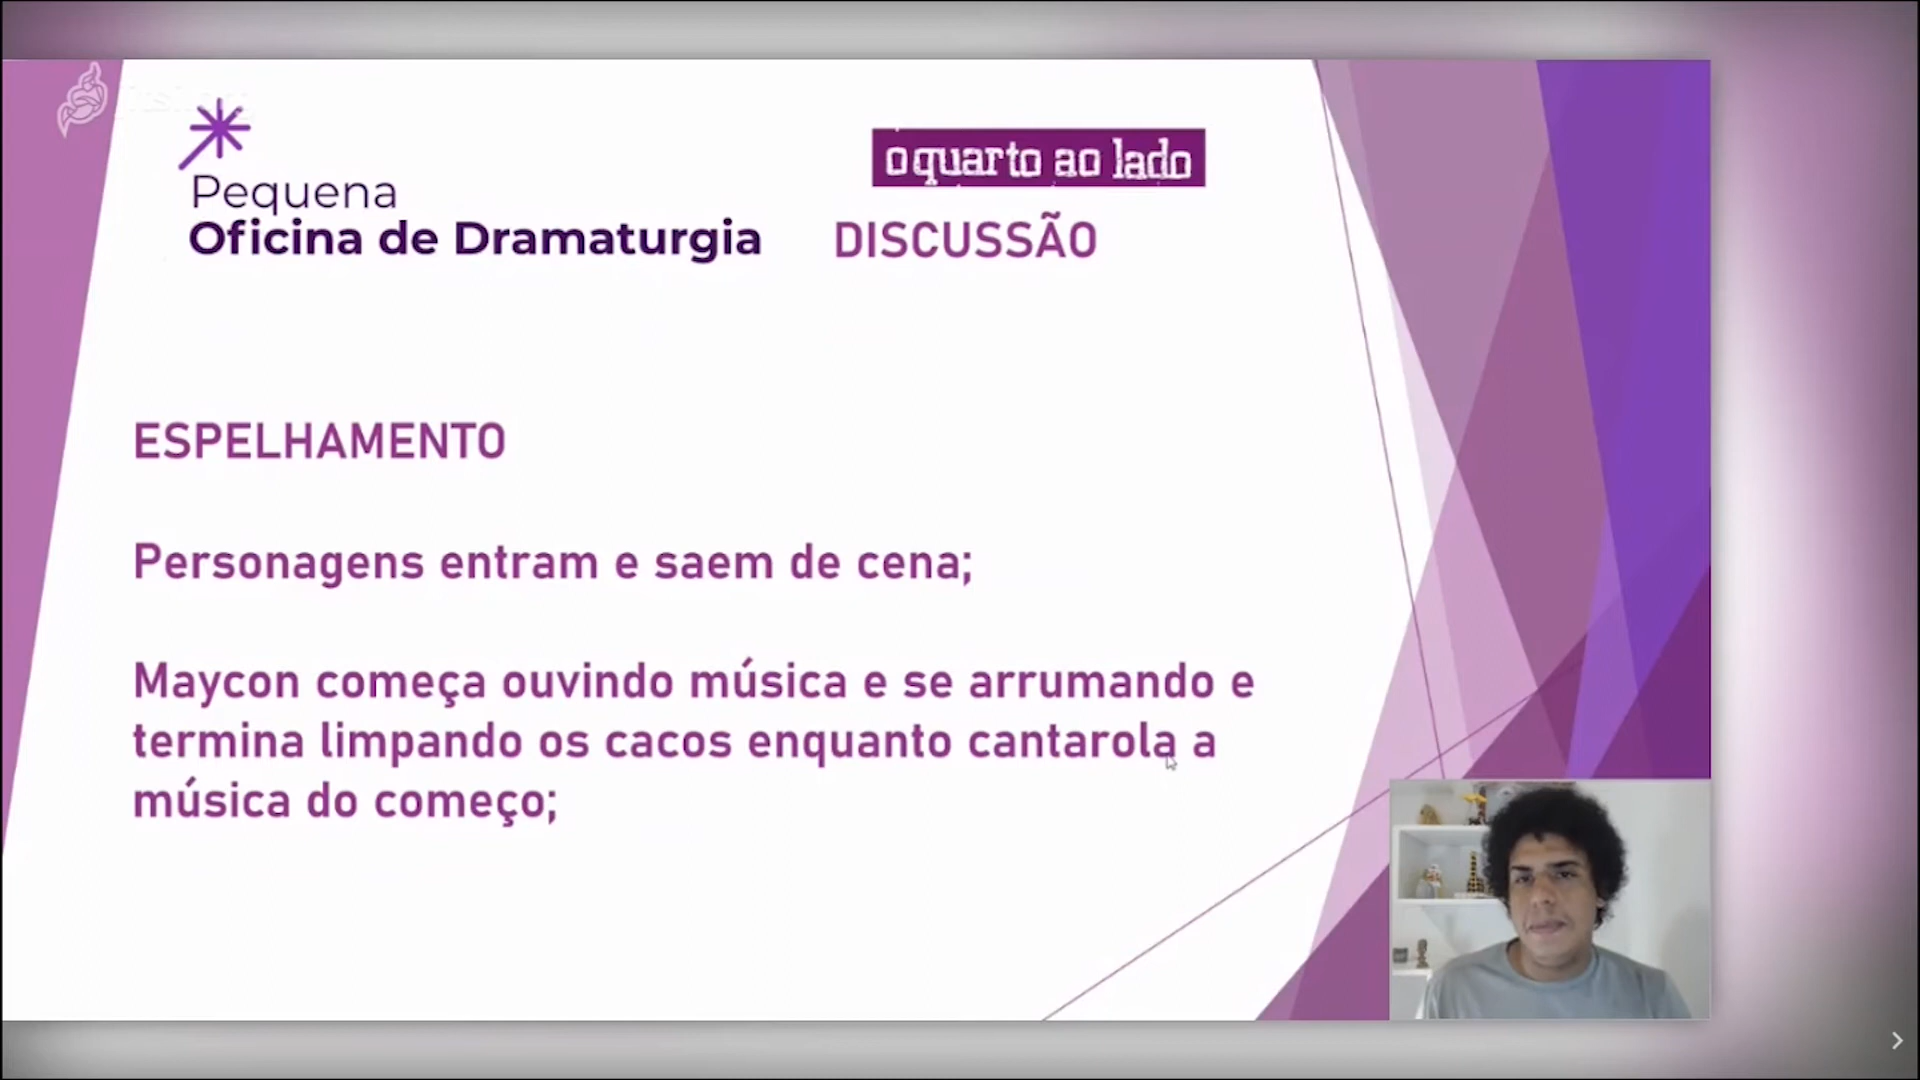 Pequena
Oficina de Dramaturgia
o quarto ao lado
DISCUSSÃO
ESPELHAMENTO
Personagens entram e saem de cena;
Maycon começa ouvindo música e se arrumando e
termina limpando os cacos enquanto cantarola a
música do começo;